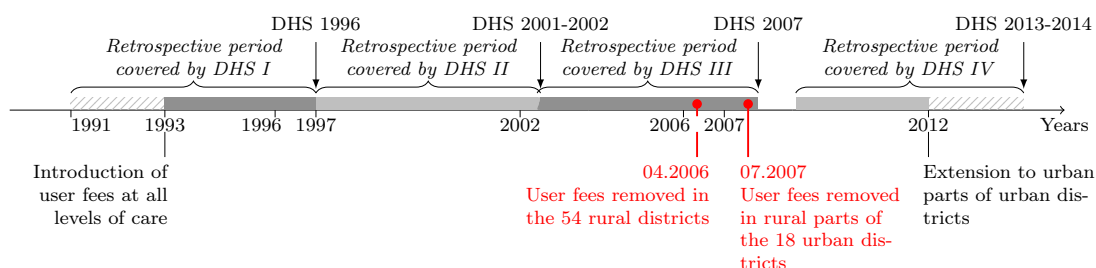 DHS 1996
DHS 2001-2002
DHS 2007
DHS 2013-2014
Retrospective period
covered by DHS I
Retrospective period
covered by DHS II
Retrospective period
covered by DHS III
Retrospective period
covered by DHS IV
1991
1993
1996
1997
2002
2006
2007
2012
Years
Introduction of
user fees at all
levels of care
04.2006
User fees removed in
the 54 rural districts
07.2007
User fees removed
in rural parts of
the 18 urban dis-
tricts
Extension to urban
parts of urban dis-
tricts